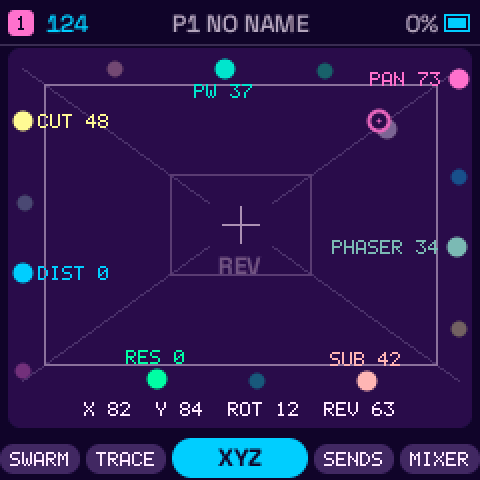 1 124 P1 NO NAME 0%
PAN 73
PW 37
CUT 48
PHASER 34
REV
DIST 0
RES 0 SUB 42
X 82 Y 84 ROT 12 REV 63
SWARM TRACE XYZ SENDS MIXER